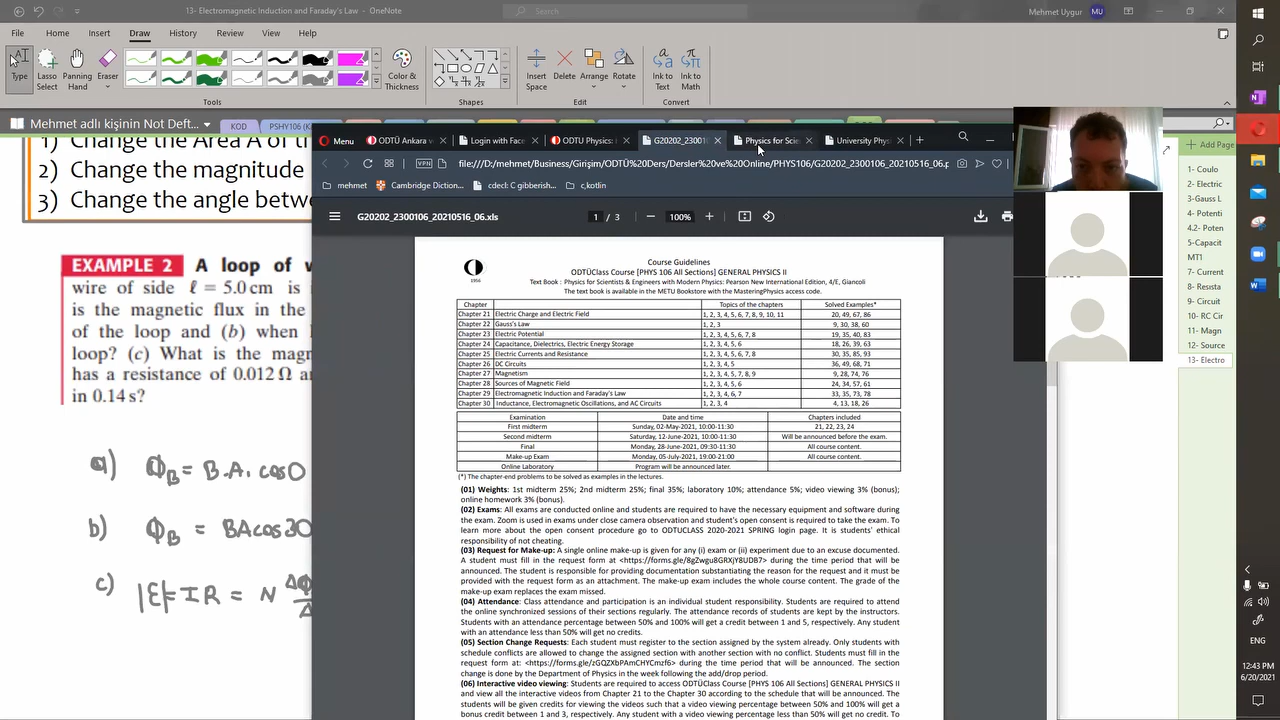 13- Electromagnetic Induction and Faraday's Law - OneNote
Search
Mehmet Uygur MU
File Home Insert Draw History Review View Help
Type Lasso Select Panning Hand Eraser
Color & Thickness
Insert Space Delete Arrange Rotate
Ink to Text Ink to Math
Tools Shapes Edit Convert
Mehmet adlı kişinin Not Deft... KOD PSHY106
Add Page
1) Change the Area A of th
2) Change the magnitude
3) Change the angle betw
EXAMPLE 2 A loop of w
wire of side ℓ = 5.0 cm is
is the magnetic flux in the
of the loop and (b) when
loop? (c) What is the magn
has a resistance of 0.012 Ω a
in 0.14 s?
a) ΦB = B.A. cos0
b) ΦB = BAcos30
c) |ε| = IR = N ΔΦ
Menu ODTÜ Ankara Login with Face ODTU Physics: G20202_23001 Physics for Scie University Phys
VPN file:///D:/mehmet/Business/Girişim/ODTÜ%20Ders/Dersler%20ve%20Online/PHYS106/G20202_2300106_20210516_06.p
mehmet Cambridge Dictionary... cdecl: C gibberish... c,kotlin
G20202_2300106_20210516_06.xls 1 / 3 100%
1956
Course Guidelines
ODTÜClass Course [PHYS 106 All Sections] GENERAL PHYSICS II
Text Book : Physics for Scientists & Engineers with Modern Physics: Pearson New International Edition, 4/E, Giancoli
The text book is available in the METU Bookstore with the MasteringPhysics access code.
Chapter Topics of the chapters Solved Examples*
Chapter 21 Electric Charge and Electric Field 1, 2, 3, 4, 5, 6, 7, 8, 9, 10, 11 20, 49, 67, 86
Chapter 22 Gauss's Law 1, 2, 3 9, 30, 38, 60
Chapter 23 Electric Potential 1, 2, 3, 4, 5, 6, 7, 8 19, 35, 40, 83
Chapter 24 Capacitance, Dielectrics, Electric Energy Storage 1, 2, 3, 4, 5, 6 18, 26, 39, 63
Chapter 25 Electric Currents and Resistance 1, 2, 3, 4, 5, 6, 7, 8 30, 35, 85, 93
Chapter 26 DC Circuits 1, 2, 3, 4, 5 36, 49, 68, 71
Chapter 27 Magnetism 1, 2, 3, 4, 5, 7, 8, 9 9, 28, 74, 76
Chapter 28 Sources of Magnetic Field 1, 2, 3, 4, 5, 6 24, 34, 57, 61
Chapter 29 Electromagnetic Induction and Faraday's Law 1, 2, 3, 4, 6, 7 33, 35, 73, 78
Chapter 30 Inductance, Electromagnetic Oscillations, and AC Circuits 1, 2, 3, 4 4, 13, 18, 26
Examination Date and time Chapters included
First midterm Sunday, 02-May-2021, 10:00-11:30 21, 22, 23, 24
Second midterm Saturday, 12-June-2021, 10:00-11:30 Will be announced before the exam.
Final Monday, 28-June-2021, 09:30-11:30 All course content.
Make-up Exam Monday, 05-July-2021, 19:00-21:00 All course content.
Online Laboratory Program will be announced later.
(*) The chapter-end problems to be solved as examples in the lectures.
(01) Weights: 1st midterm 25%; 2nd midterm 25%; final 35%; laboratory 10%; attendance 5%; video viewing 3% (bonus);
online homework 3% (bonus).
(02) Exams: All exams are conducted online and students are required to have the necessary equipment and software during
the exam. Zoom is used in exams under close camera observation and student's open consent is required to take the exam. To
learn more about the open consent procedure go to ODTUCLASS 2020-2021 SPRING login page. It is students' ethical
responsibility of not cheating.
(03) Request for Make-up: A single online make-up is given for any (i) exam or (ii) experiment due to an excuse documented.
A student must fill in the request form at <https://forms.gle/8gZwgu8GRXjY8UDB7> during the time period that will be
announced. The student is responsible for providing documentation substantiating the reason for the request and it must be
provided with the request form as an attachment. The make-up exam includes the whole course content. The grade of the
make-up exam replaces the exam missed.
(04) Attendance: Class attendance and participation is an individual student responsibility. Students are required to attend
the online synchronized sessions of their sections regularly. The attendance records of students are kept by the instructors.
Students with an attendance percentage between 50% and 100% will get a credit between 1 and 5, respectively. Any student
with an attendance less than 50% will get no credits.
(05) Section Change Requests: Each student must register to the section assigned by the system already. Only students with
schedule conflicts are allowed to change the assigned section with another section with no conflict. Students must fill in the
request form at: <https://forms.gle/zGQZXbPAmCHYCmzf6> during the time period that will be announced. The section
change is done by the Department of Physics in the week following the add/drop period.
(06) Interactive video viewing: Students are required to access ODTÜClass Course [PHYS 106 All Sections] GENERAL PHYSICS II
and view all the interactive videos from Chapter 21 to the Chapter 30 according to the schedule that will be announced. The
students will be given credits for viewing the videos such that a video viewing percentage between 50% and 100% will get a
bonus credit between 1 and 3, respectively. Any student with a video viewing percentage less than 50% will get no credit. To
1- Coulo
2- Electric
3-Gauss L
4- Potenti
4.2- Poten
5-Capacit
MT1
7- Current
8- Resista
9- Circuit
10- RC Cir
11- Magn
12- Source
13- Electro
ENG
12:43 PM
6/20/2021